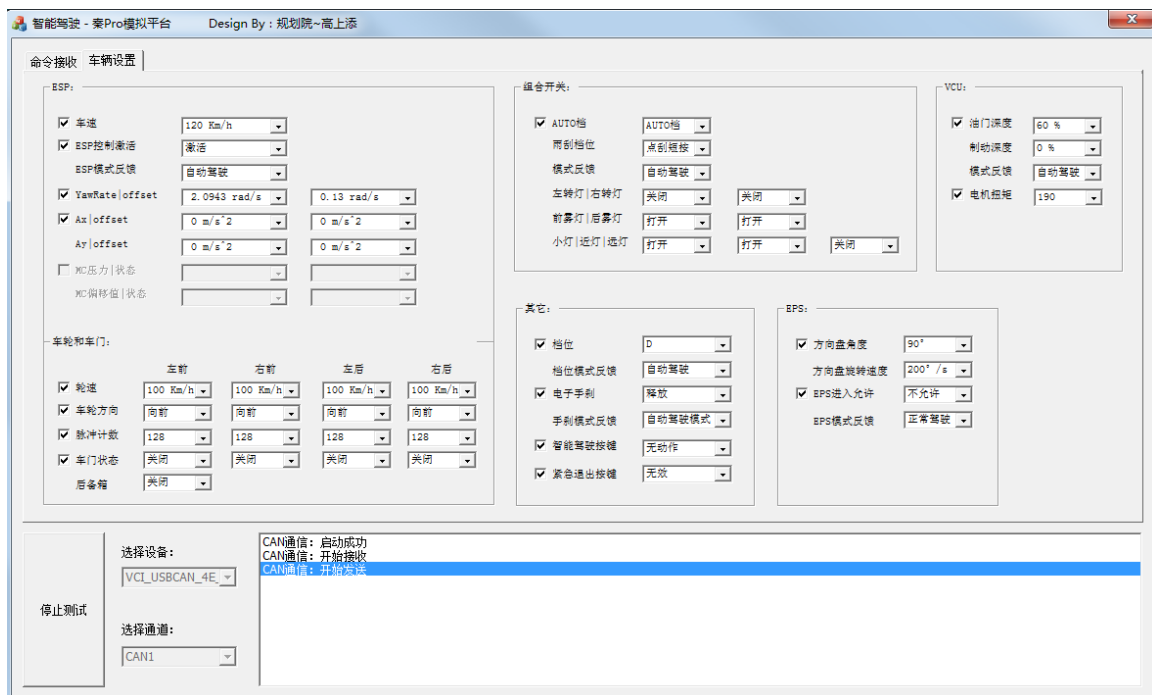 智能驾驶 - 秦Pro模拟平台 Design By：规划院~高上添
命令接收 车辆设置
ESP:
车速 120 Km/h
ESP控制激活 激活
ESP模式反馈 自动驾驶
YawRate|offset 2.0943 rad/s 0.13 rad/s
Ax|offset 0 m/s^2 0 m/s^2
Ay|offset 0 m/s^2 0 m/s^2
MC压力|状态
MC偏移值|状态
车轮和车门:
左前 右前 左后 右后
轮速 100 Km/h 100 Km/h 100 Km/h 100 Km/h
车轮方向 向前 向前 向前 向前
脉冲计数 128 128 128 128
车门状态 关闭 关闭 关闭 关闭
后备箱 关闭
组合开关:
AUTO档 AUTO档
雨刮档位 点刮短按
模式反馈 自动驾驶
左转灯|右转灯 关闭 关闭
前雾灯|后雾灯 打开 打开
小灯|近灯|远灯 打开 打开 关闭
VCU:
油门深度 60 %
制动深度 0 %
模式反馈 自动驾驶
电机扭矩 190
其它:
档位 D
档位模式反馈 自动驾驶
电子手刹 释放
手刹模式反馈 自动驾驶模式
智能驾驶按键 无动作
紧急退出按键 无效
EPS:
方向盘角度 90°
方向盘旋转速度 200° /s
EPS进入允许 不允许
EPS模式反馈 正常驾驶
停止测试
选择设备:
VCI_USBCAN_4E_
选择通道:
CAN1
CAN通信：启动成功
CAN通信：开始接收
CAN通信：开始发送